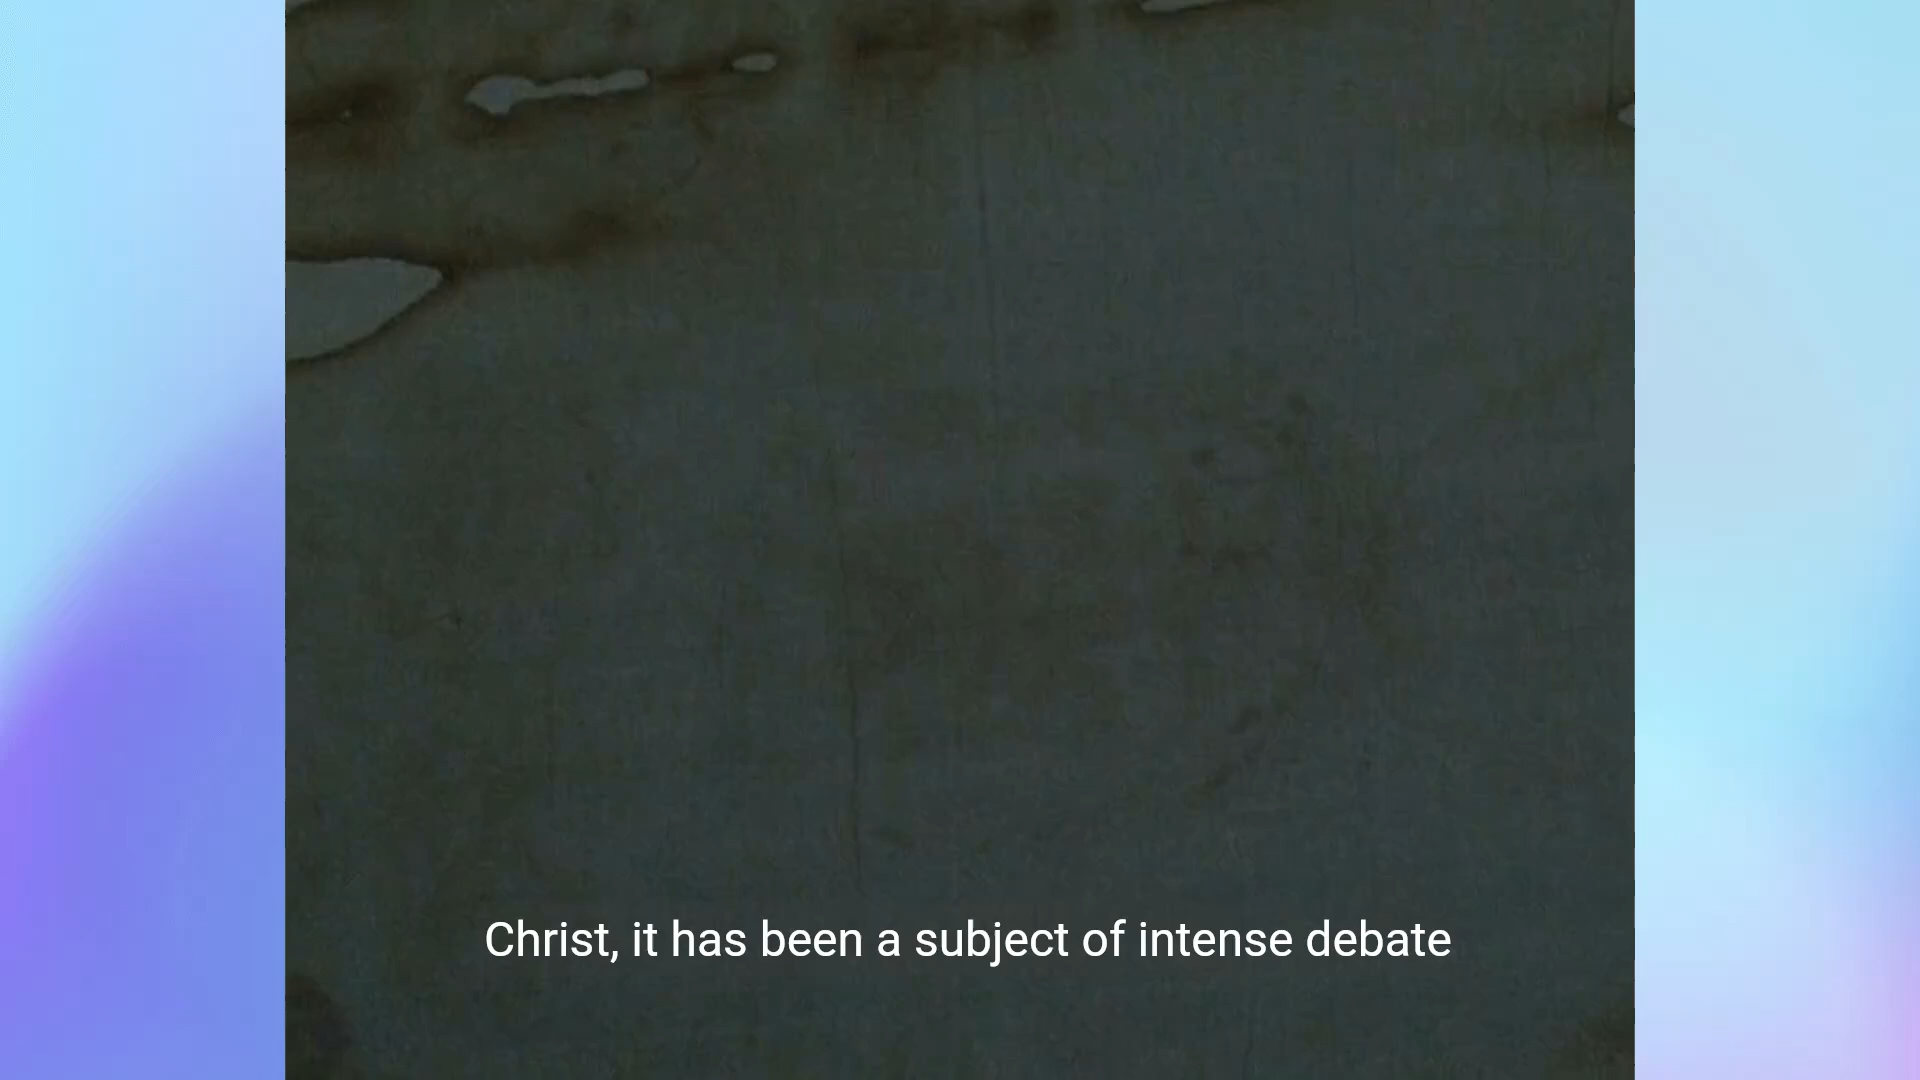 Christ, it has been a subject of intense debate